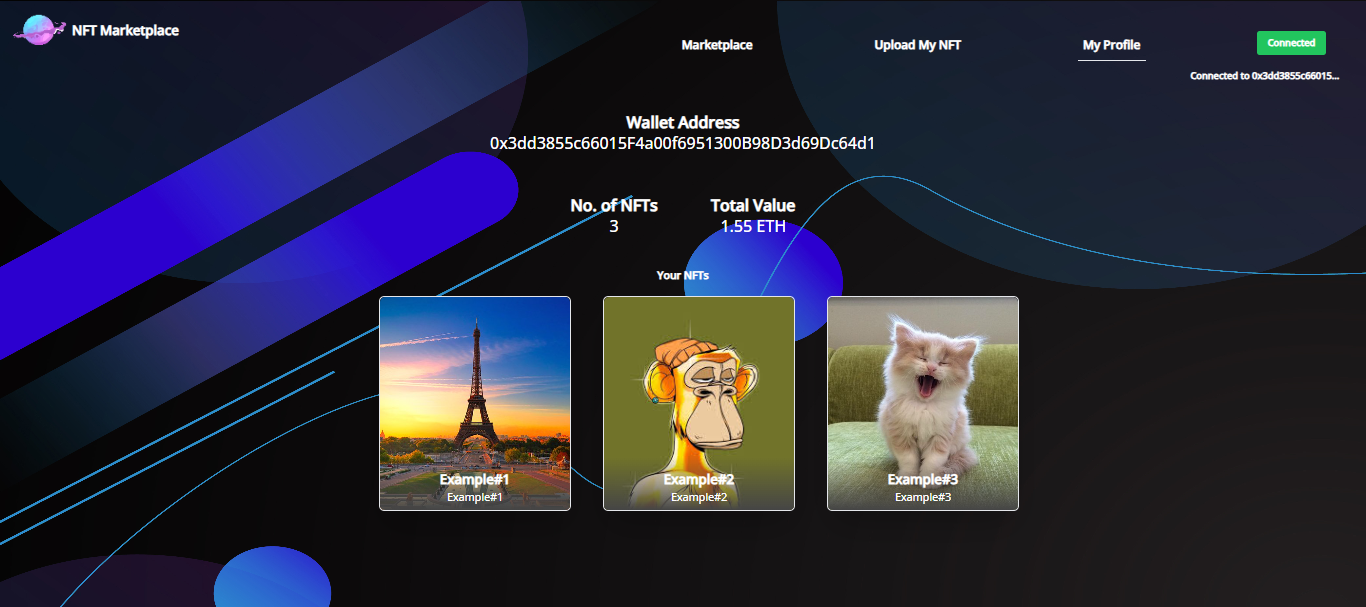 NFT Marketplace
Marketplace
Upload My NFT
My Profile
Connected
Connected to 0x3dd3855c66015...
Wallet Address
0x3dd3855c66015F4a00f6951300B98D3d69Dc64d1
No. of NFTs
Total Value
3
1.55 ETH
Your NFTs
Example#1
Example#1
Example#2
Example#2
Example#3
Example#3